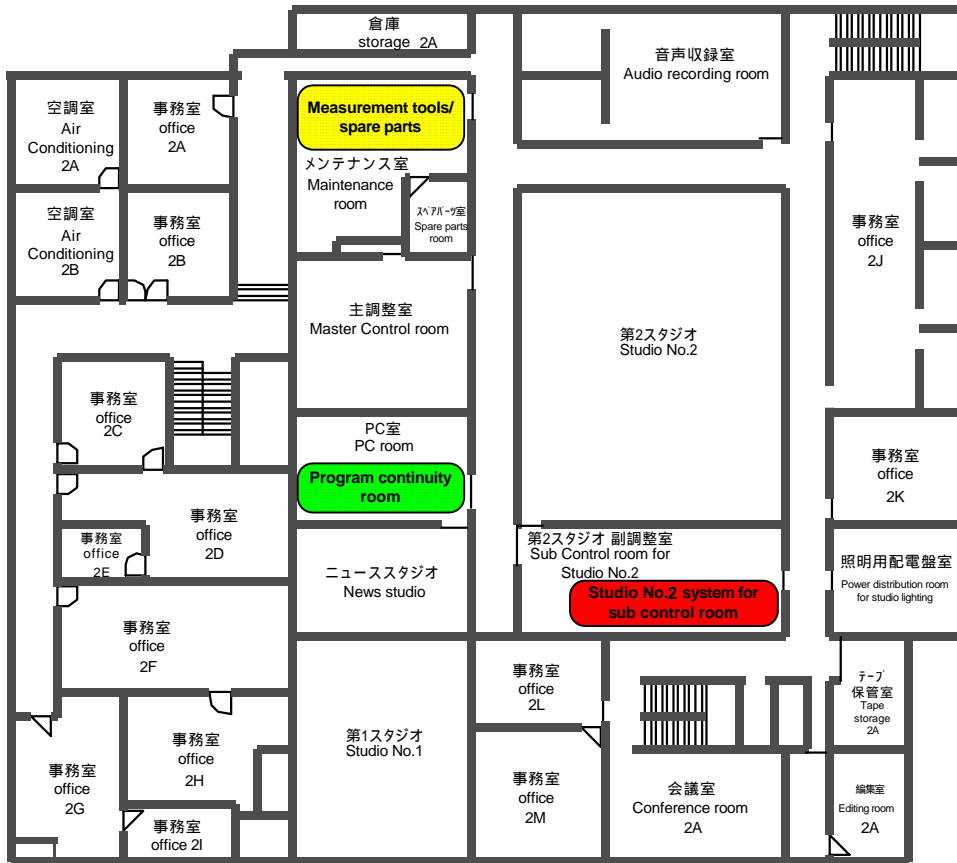 倉庫
storage 2A
音声収録室
Audio recording room
空調室
Air
Conditioning
2A
事務室
office
2A
Measurement tools/
spare parts
メンテナンス室
Maintenance
room
スペアパーツ室
Spare parts
room
空調室
Air
Conditioning
2B
事務室
office
2B
事務室
office
2J
主調整室
Master Control room
第2スタジオ
Studio No.2
事務室
office
2C
PC室
PC room
Program continuity
room
事務室
office
2K
事務室
office
2D
事務室
office
2E
第2スタジオ 副調整室
Sub Control room for
Studio No.2
Studio No.2 system for
sub control room
照明用配電盤室
Power distribution room
for studio lighting
ニューススタジオ
News studio
事務室
office
2F
事務室
office
2L
テープ
保管室
Tape
storage
2A
第1スタジオ
Studio No.1
事務室
office
2H
事務室
office
2G
事務室
office
2M
会議室
Conference room
2A
編集室
Editing room
2A
事務室
office 2I